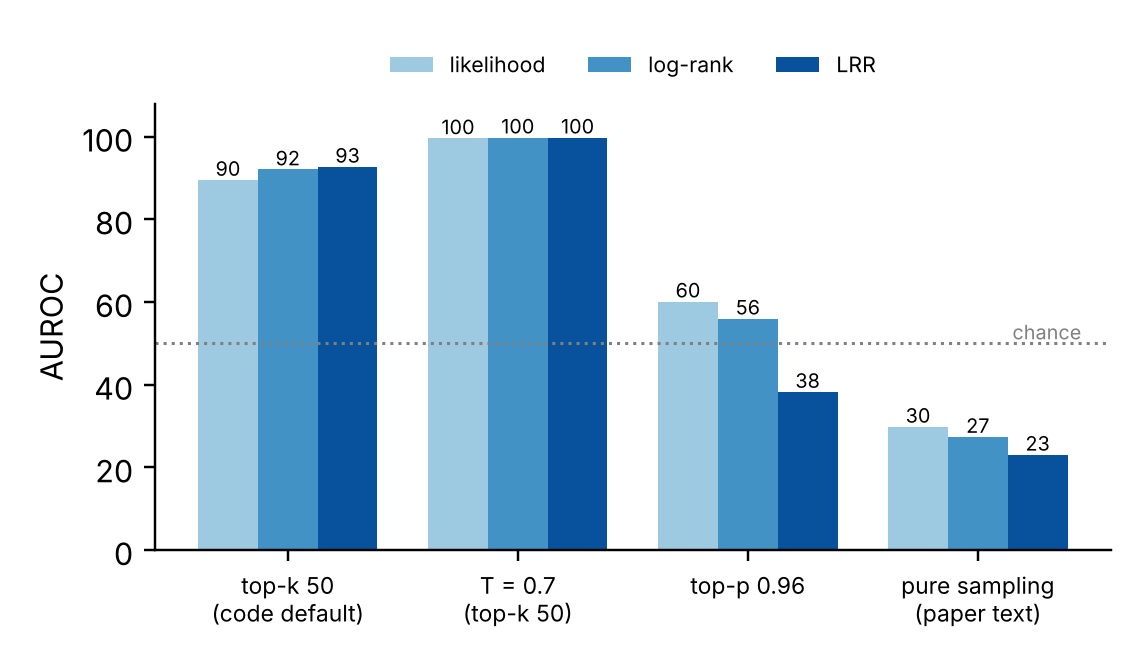 likelihood log-rank LRR
AUROC
100
80
60
40
20
0
90 92 93
100 100 100
60 56 38
30 27 23
chance
top-k 50
(code default)
T = 0.7
(top-k 50)
top-p 0.96
pure sampling
(paper text)